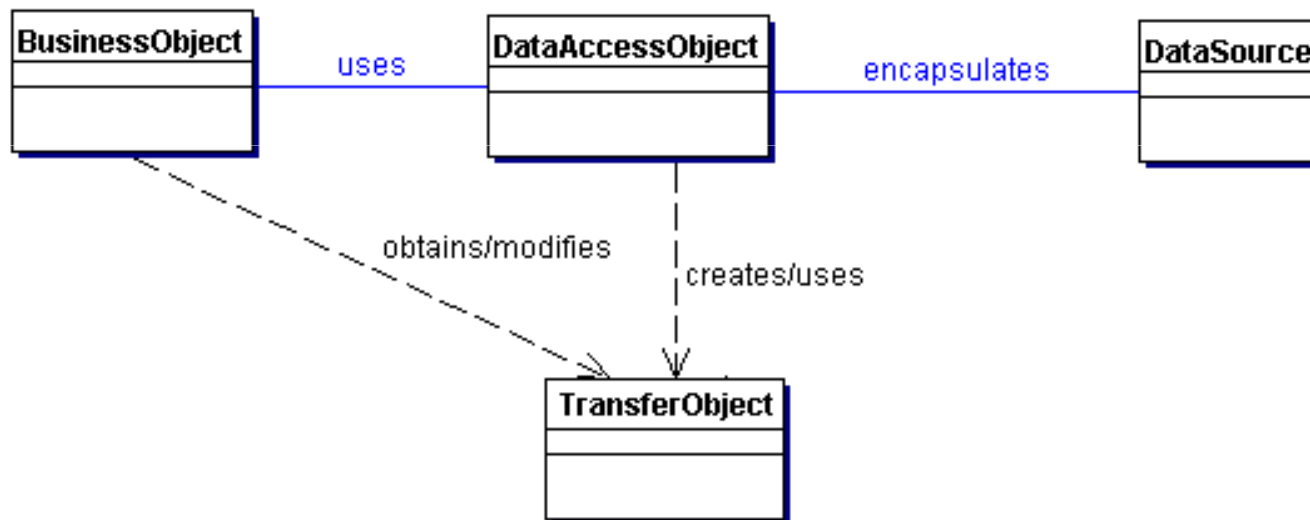 BusinessObject
uses
DataAccessObject
encapsulates
DataSource
obtains/modifies
creates/uses
TransferObject